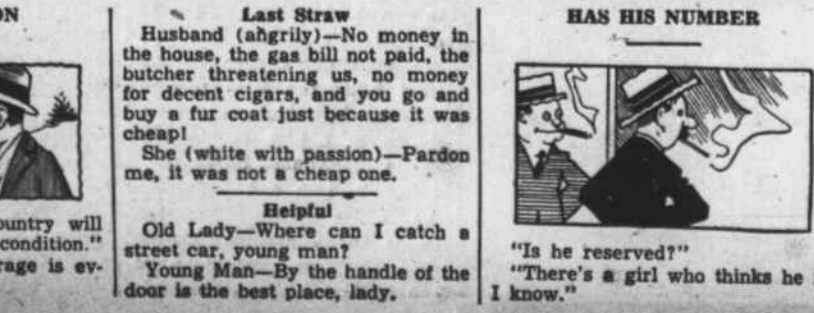 ON
ountry will
condition."
rage is ev-
Last Straw
Husband (angrily)—No money in
the house, the gas bill not paid, the
butcher threatening us, no money
for decent cigars, and you go and
buy a fur coat just because it was
cheap!
She (white with passion)—Pardon
me, it was not a cheap one.
Helpful
Old Lady—Where can I catch a
street car, young man?
Young Man—By the handle of the
door is the best place, lady.
HAS HIS NUMBER
"Is he reserved?"
"There's a girl who thinks he
I know."